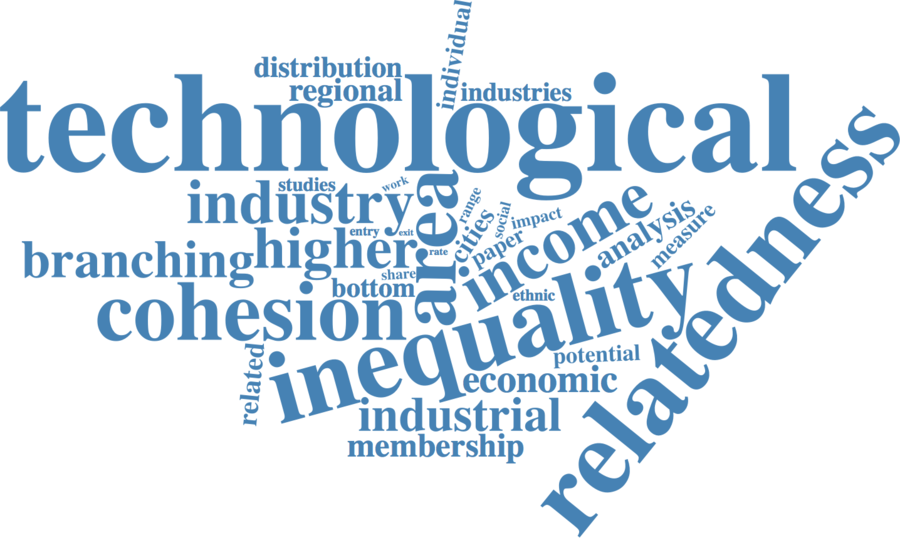 individual
distribution
regional
industries
technological
relatedness
studies
work
industry
range
social
impact
income
analysis
measure
entry
exit
area
cities
paper
branching
higher
rate
share
bottom
ethnic
cohesion
inequality
related
potential
economic
industrial
membership